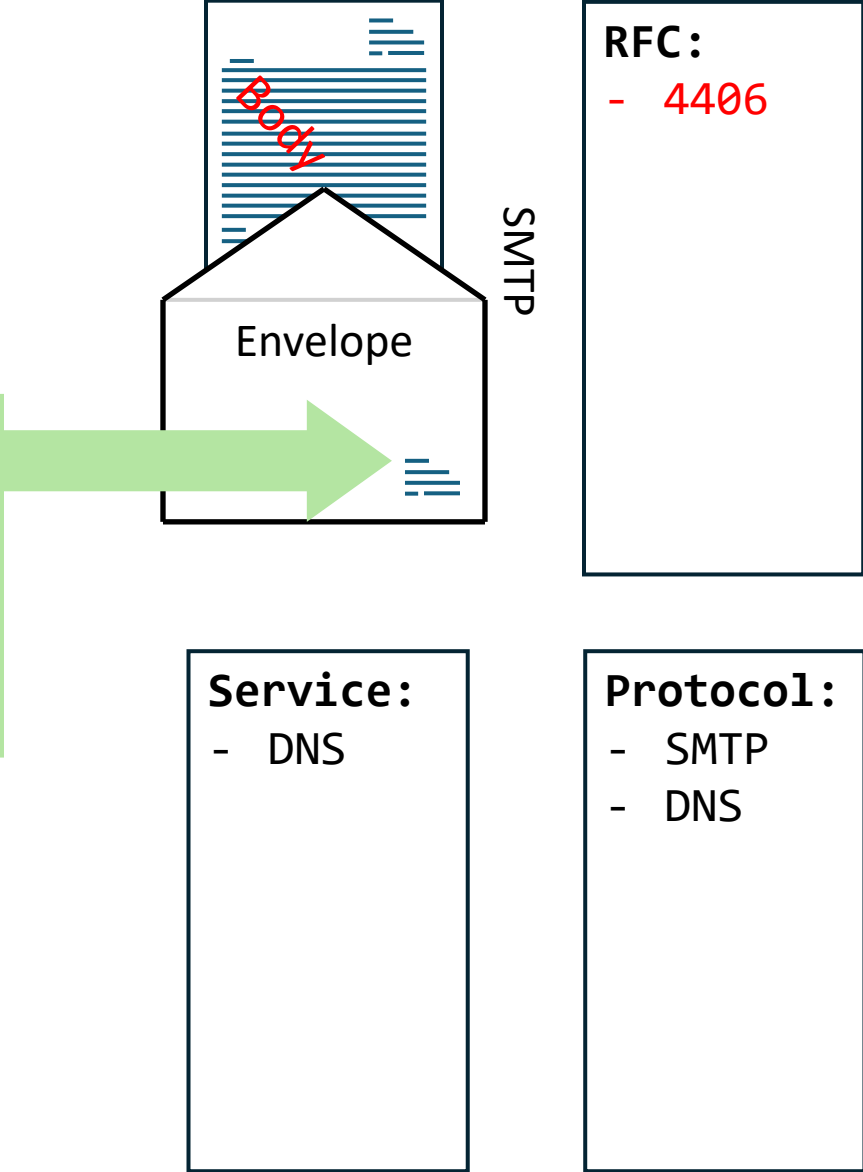 Body
SMTP
Envelope
RFC:
- 4406
Service:
- DNS
Protocol:
- SMTP
- DNS